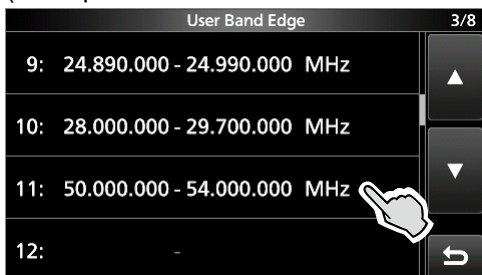 User Band Edge 3/8
9: 24.890.000 - 24.990.000 MHz
10: 28.000.000 - 29.700.000 MHz
11: 50.000.000 - 54.000.000 MHz
12: -